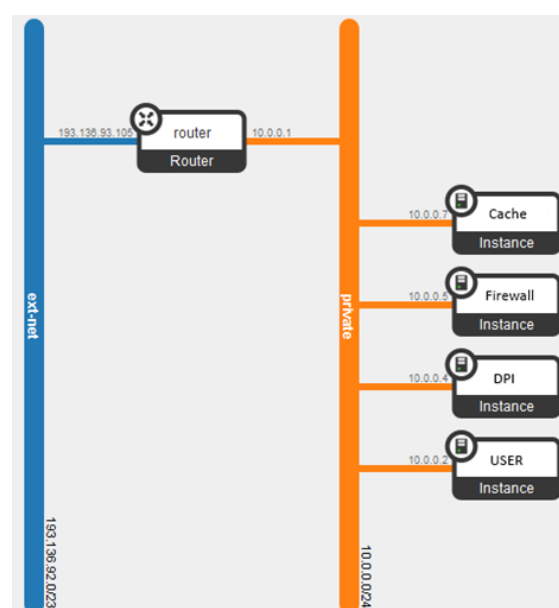 193.136.93.105
router
10.0.0.1
Router
10.0.0.7
Cache
Instance
ext-net
private
10.0.0.5
Firewall
Instance
10.0.0.4
DPI
Instance
10.0.0.2
USER
Instance
193.136.92.0/23
10.0.0.0/24